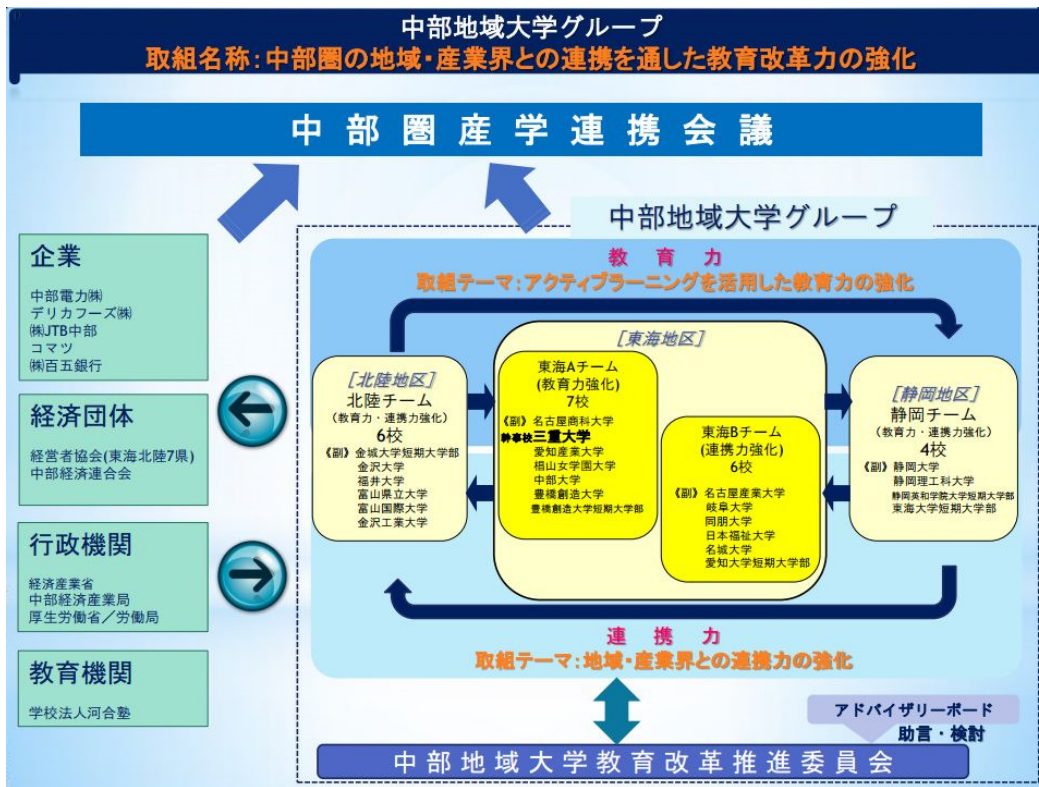 中部地域大学グループ
取組名称：中部圏の地域・産業界との連携を通した教育改革力の強化
中部圏産学連携会議
中部地域大学グループ
教育力
取組テーマ：アクティブラーニングを活用した教育力の強化
企業
中部電力㈱
デリカフーズ㈱
㈱JTB中部
コマツ
㈱百五銀行
経済団体
経営者協会(東海北陸7県)
中部経済連合会
行政機関
経済産業省
中部経済産業局
厚生労働省／労働局
教育機関
学校法人河合塾
[北陸地区]
北陸チーム
（教育力・連携力強化）
6校
《副》金城大学短期大学部
金沢大学
福井大学
富山県立大学
富山国際大学
金沢工業大学
[東海地区]
東海Aチーム
(教育力強化)
7校
《副》名古屋商科大学
幹事校三重大学
愛知産業大学
椙山女学園大学
中部大学
豊橋創造大学
豊橋創造大学短期大学部
東海Bチーム
(連携力強化)
6校
《副》名古屋産業大学
岐阜大学
同朋大学
日本福祉大学
名城大学
愛知大学短期大学部
[静岡地区]
静岡チーム
（教育力・連携力強化）
4校
《副》静岡大学
静岡理工科大学
静岡英和学院大学短期大学部
東海大学短期大学部
連携力
取組テーマ：地域・産業界との連携力の強化
アドバイザリーボード
助言・検討
中部地域大学教育改革推進委員会